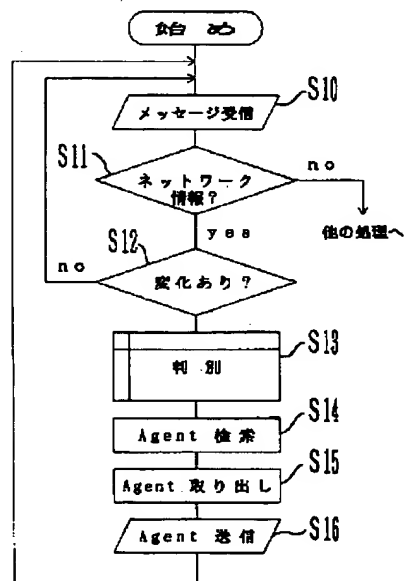 始め
S10
メッセージ受信
S11
ネットワーク
情報?
no
他の処理へ
yes
S12
no
変化あり?
S13
判別
S14
Agent 検索
S15
Agent 取り出し
S16
Agent 送信